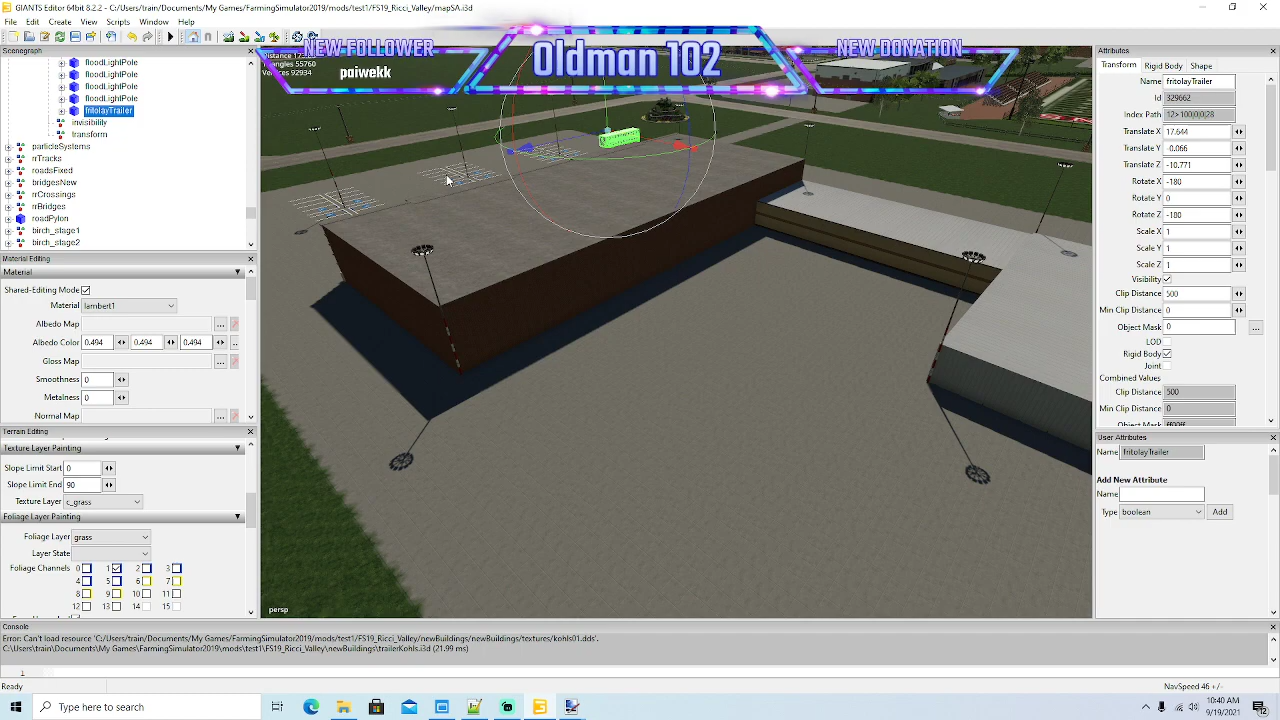 GIANTS Editor 64bit 8.2.2 - C:/Users/train/Documents/My Games/FarmingSimulator2019/mods/test1/FS19_Ricci_Valley/mapSA.i3d
View Script Window Help
NEW FOLLOWER
poiwekk
Oldman 102
NEW DONATION
persp
floodLightPole
floodLightPole
floodLightPole
floodLightPole
fritolayTrailer
invisibility
transform
parking
rrTracks
roads
bridgesNew
rrBridges
roadPylon
birch_stage1
birch_stage2
Material Editing
Material
Shared-Editing Mode
Material lambert1
Albedo Map
Albedo Color 0.494 0.494 0.494
Gloss Map
Smoothness 0
Metalness 0
Normal Map
Terrain Editing
Texture Layer Painting
Slope Limit Start 0
Slope Limit End 90
Texture Layer c_grass
Foliage Layer Painting
Foliage Layer grass
Layer State
Foliage Channels 0 1 2 3
4 5 6 7
8 9 10 11
12 13 14 15
Attributes
Transform Rigid Body Shape
Name fritolayTrailer
Id 329662
Translate X 17.644
Translate Y -0.066
Translate Z -10.771
Rotate X -180
Rotate Y 0
Rotate Z -180
Scale X 1
Scale Y 1
Scale Z 1
Visibility
Clip Distance 500
Min Clip Distance 0
Object Mask 0
LOD
Rigid Body
Joint
Combined Values
Clip Distance 500
Min Clip Distance 0
User Attributes
Name fritolayTrailer
Add New Attribute
Name
Type boolean Add
Console
Error: Can't load resource 'C:/Users/train/Documents/My Games/FarmingSimulator2019/mods/test1/FS19_Ricci_Valley/newBuildings/newBuildings/textures/kohls01.dds'.
C:\Users\train\Documents\My Games\FarmingSimulator2019\mods\test1\FS19_Ricci_Valley\newBuildings\trailerKohls.i3d (21.99 ms)
1
Ready
NavSpeed 46 +/-
Type here to search
10:40 AM
9/19/2021
2